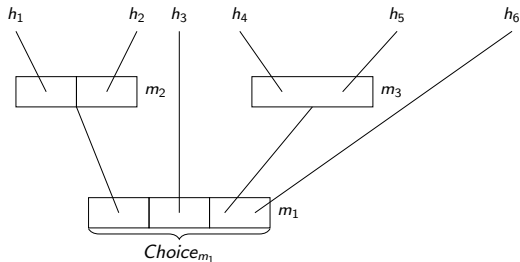 h₁ h₂ h₃ h₄ h₅ h₆
m₂ m₃
m₁
Choiceₘ₁